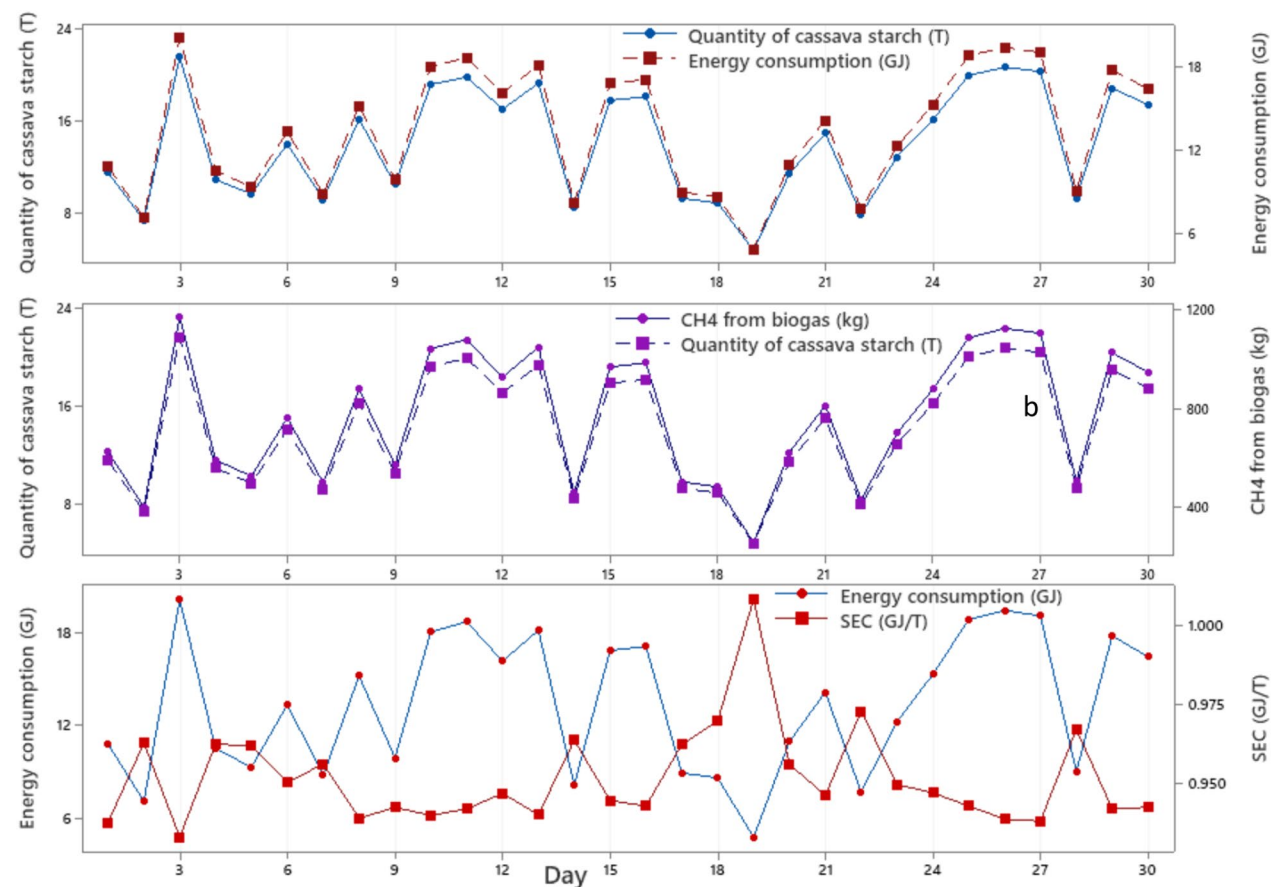 Quantity of cassava starch (T)
24
16
8
Quantity of cassava starch (T)
Energy consumption (GJ)
18
12
6
Energy consumption (GJ)
3 6 9 12 15 18 21 24 27 30
Quantity of cassava starch (T)
24
16
8
CH4 from biogas (kg)
Quantity of cassava starch (T)
b
1200
800
400
CH4 from biogas (kg)
3 6 9 12 15 18 21 24 27 30
Energy consumption (GJ)
18
12
6
Energy consumption (GJ)
SEC (GJ/T)
1.000
0.975
0.950
SEC (GJ/T)
3 6 9 12 15 18 21 24 27 30
Day